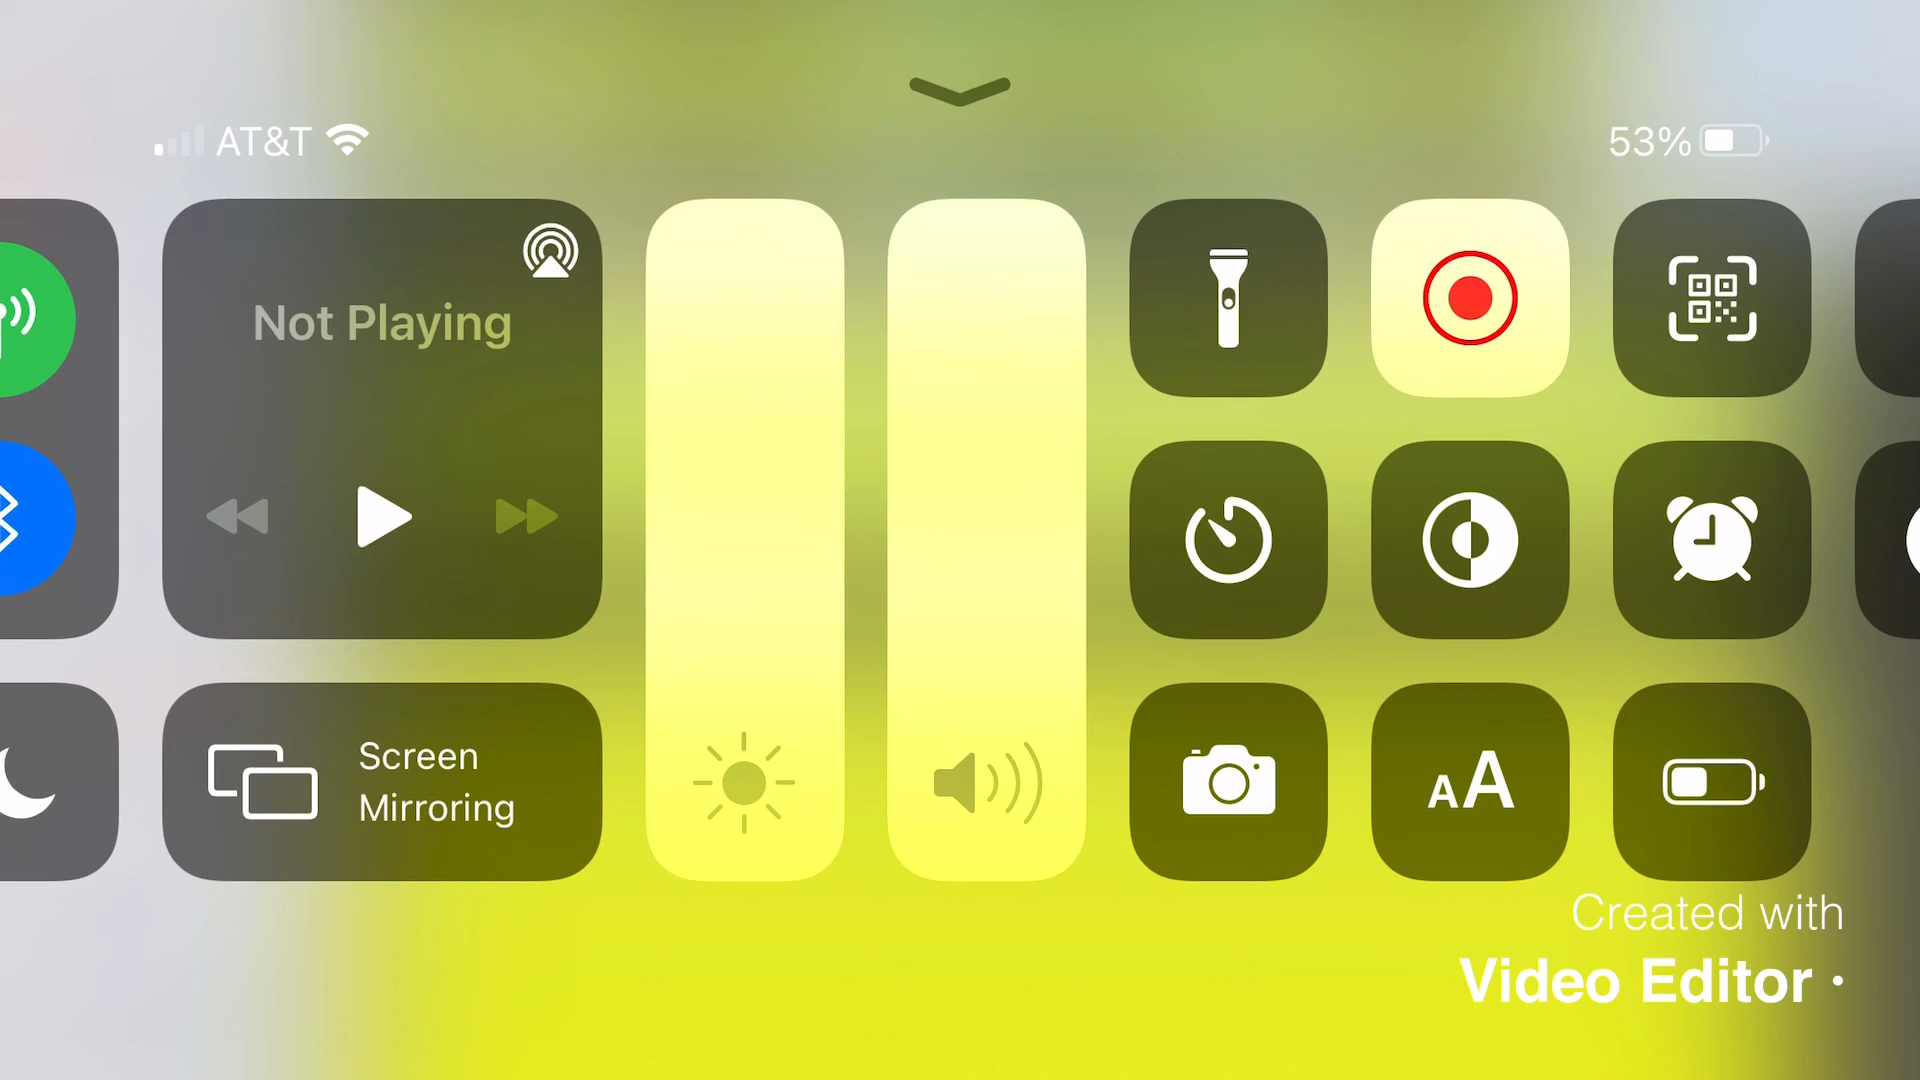 AT&T
53%
Not Playing
Screen
Mirroring
AA
Created with
Video Editor ·